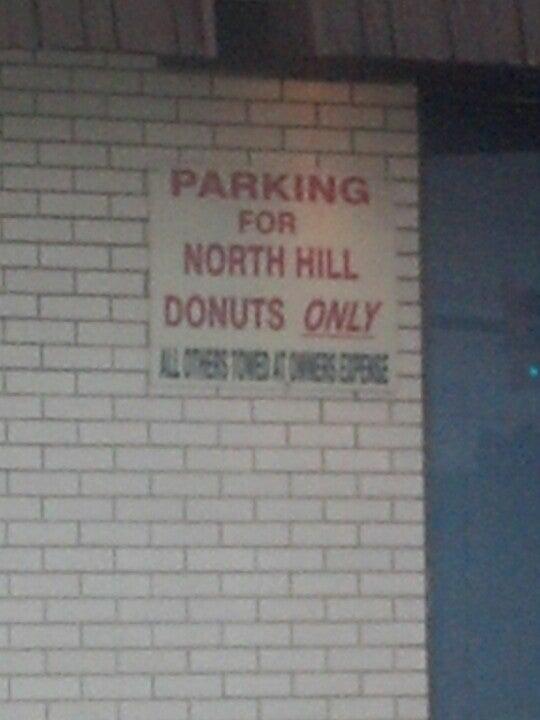 PARKING
FOR
NORTH HILL
DONUTS ONLY
ALL OTHERS TOWED AT OWNERS EXPENSE